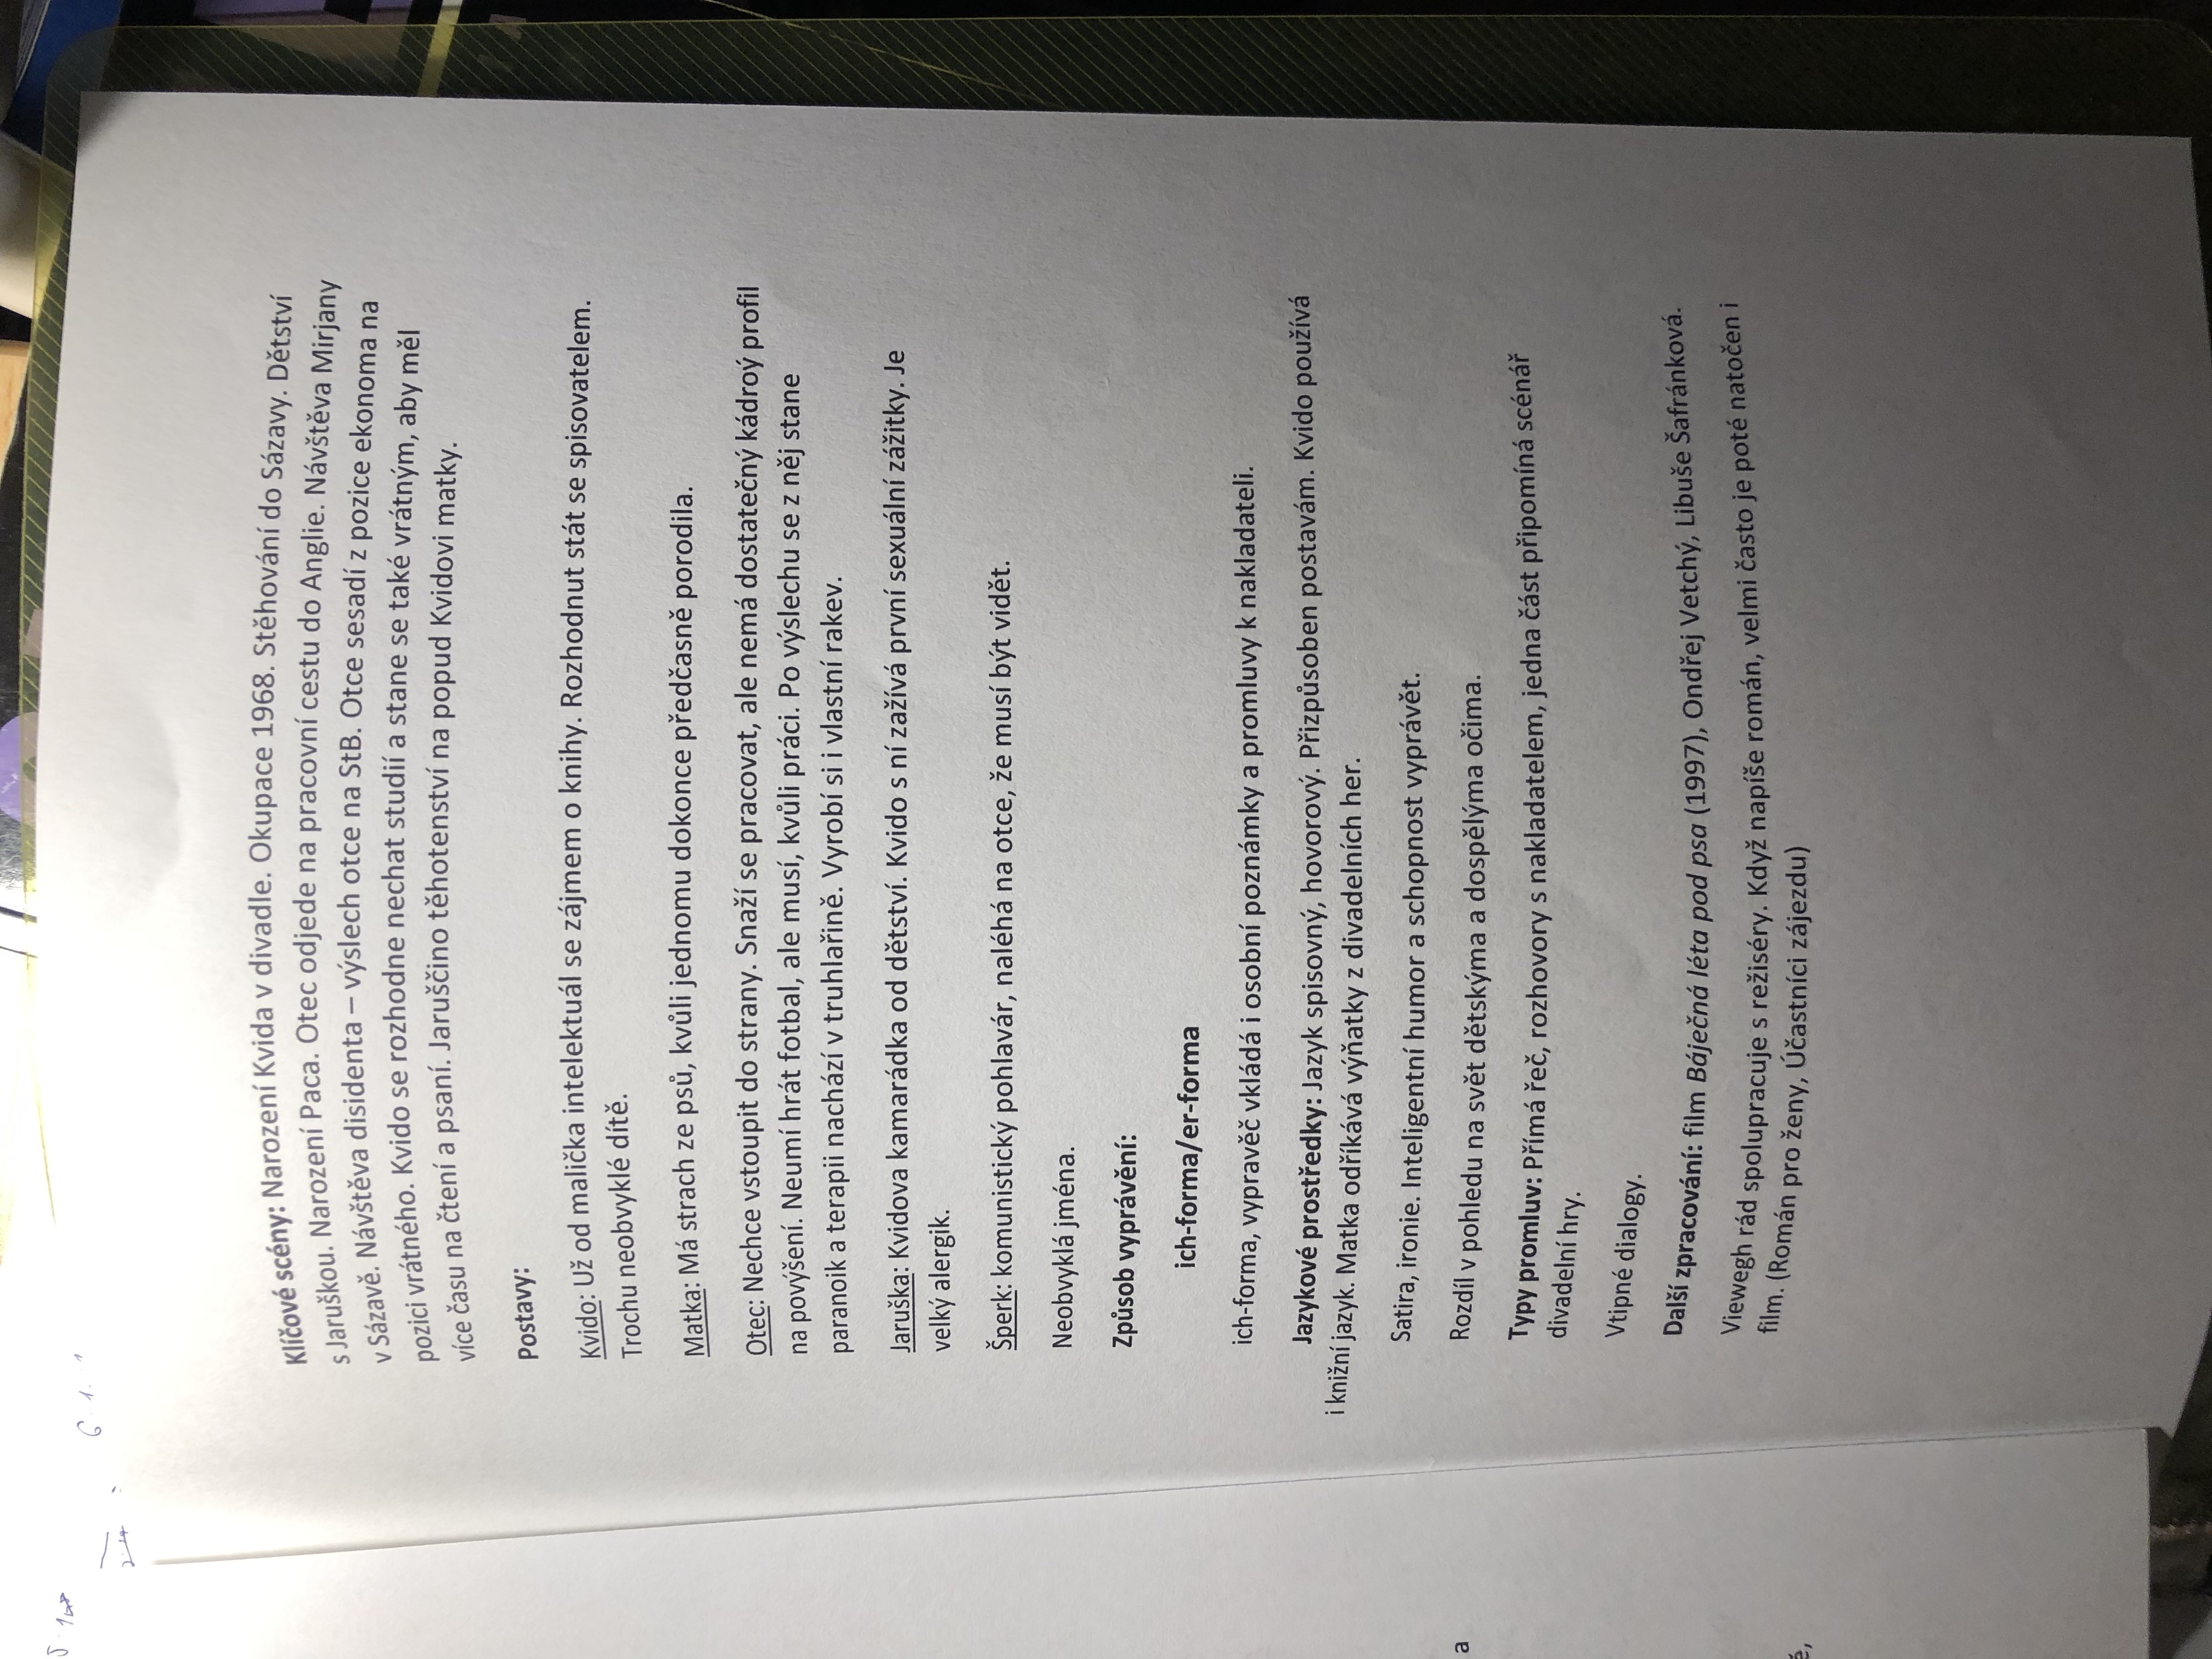 6. 1.
Klíčové scény: Narození Kvida v divadle. Okupace 1968. Stěhování do Sázavy. Dětství
s Jaruškou. Narození Paca. Otec odjede na pracovní cestu do Anglie. Návštěva Mirjany
v Sázavě. Návštěva disidenta – výslech otce na StB. Otce sesadí z pozice ekonoma na
pozici vrátného. Kvido se rozhodne nechat studií a stane se také vrátným, aby měl
více času na čtení a psaní. Jaruščino těhotenství na popud Kvidovi matky.
Postavy:
Kvido: Už od malička intelektuál se zájmem o knihy. Rozhodnut stát se spisovatelem.
Trochu neobvyklé dítě.
Matka: Má strach ze psů, kvůli jednomu dokonce předčasně porodila.
Otec: Nechce vstoupit do strany. Snaží se pracovat, ale nemá dostatečný kádroý profil
na povýšení. Neumí hrát fotbal, ale musí, kvůli práci. Po výslechu se z něj stane
paranoik a terapii nachází v truhlařině. Vyrobí si i vlastní rakev.
Jaruška: Kvidova kamarádka od dětství. Kvido s ní zažívá první sexuální zážitky. Je
velký alergik.
Šperk: komunistický pohlavár, naléhá na otce, že musí být vidět.
Neobvyklá jména.
Způsob vyprávění:
ich-forma/er-forma
ich-forma, vypravěč vkládá i osobní poznámky a promluvy k nakladateli.
Jazykové prostředky: Jazyk spisovný, hovorový. Přizpůsoben postavám. Kvido používá
i knižní jazyk. Matka odříkává výňatky z divadelních her.
Satira, ironie. Inteligentní humor a schopnost vyprávět.
a
Rozdíl v pohledu na svět dětskýma a dospělýma očima.
Typy promluv: Přímá řeč, rozhovory s nakladatelem, jedna část připomíná scénář
divadelní hry.
Vtipné dialogy.
Další zpracování: film Báječná léta pod psa (1997), Ondřej Vetchý, Libuše Šafránková.
Viewegh rád spolupracuje s režiséry. Když napíše román, velmi často je poté natočen i
film. (Román pro ženy, Účastníci zájezdu)